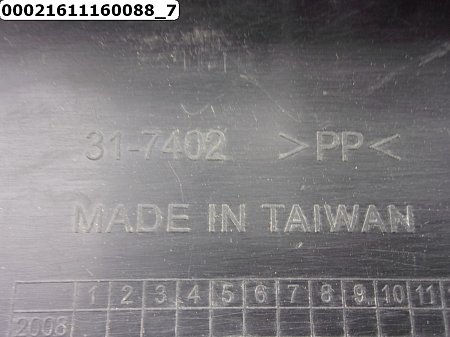 00021611160088_7
31-7402 >PP<
MADE IN TAIWAN
1 2 3 4 5 6 7 8 9 10 11
2008